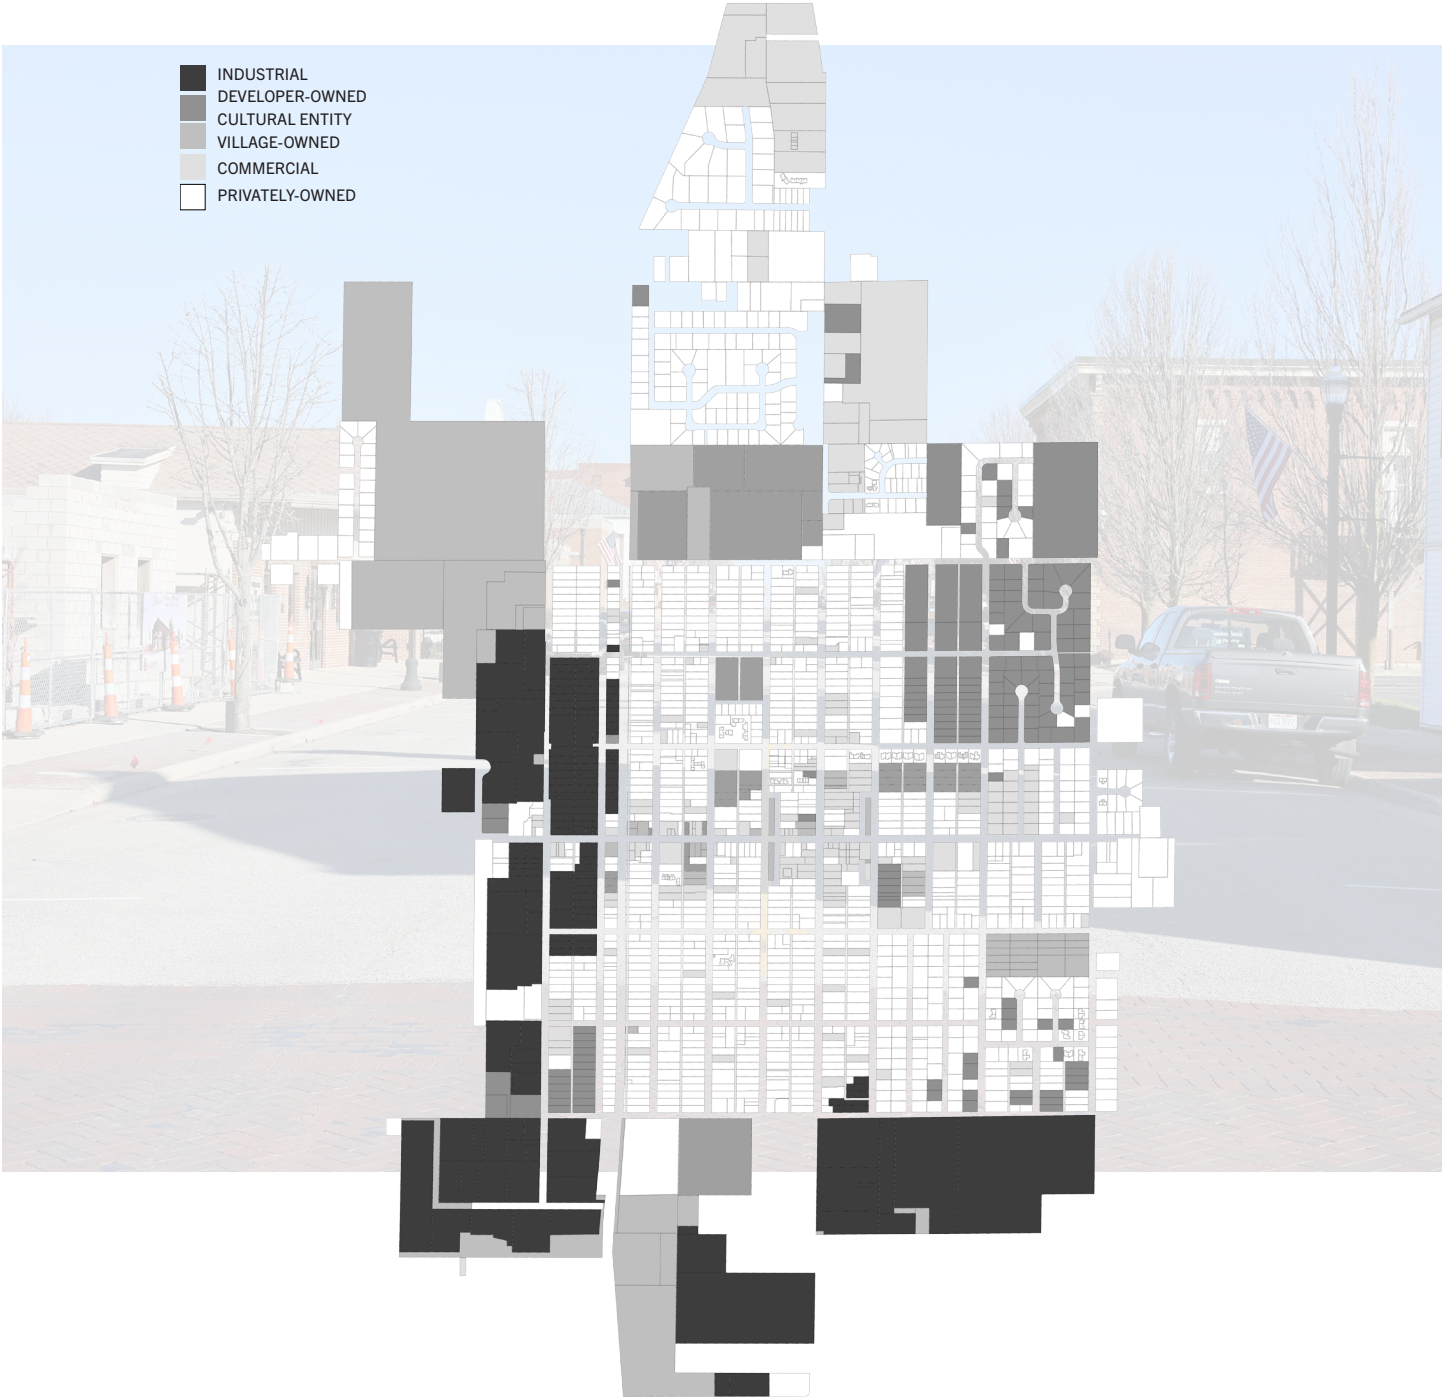 INDUSTRIAL
DEVELOPER-OWNED
CULTURAL ENTITY
VILLAGE-OWNED
COMMERCIAL
PRIVATELY-OWNED